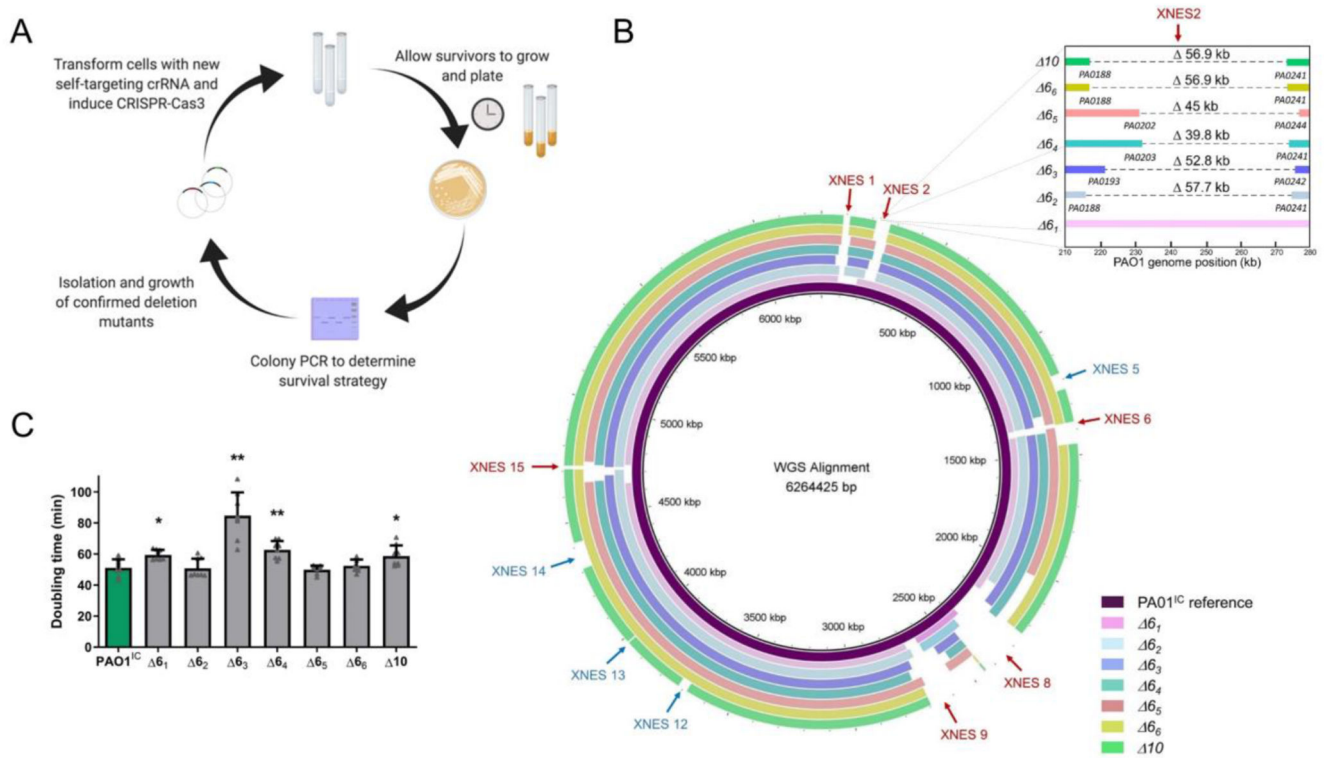 A
Transform cells with new
self-targeting crRNA and
induce CRISPR-Cas3
Allow survivors to grow
and plate
Isolation and growth
of confirmed deletion
mutants
Colony PCR to determine
survival strategy
B
XNES2
Δ10
Δ 56.9 kb
PA0188
PA0241
Δ6₆
Δ 56.9 kb
PA0188
PA0241
Δ6₅
Δ 45 kb
PA0202
PA0244
Δ6₄
Δ 39.8 kb
PA0203
PA0241
Δ6₃
Δ 52.8 kb
PA0193
PA0242
Δ6₂
Δ 57.7 kb
PA0188
PA0241
Δ6₁
210 220 230 240 250 260 270 280
PAO1 genome position (kb)
XNES 1
XNES 2
XNES 5
XNES 6
XNES 8
XNES 9
XNES 12
XNES 13
XNES 14
XNES 15
500 kbp
1000 kbp
1500 kbp
2000 kbp
2500 kbp
3000 kbp
3500 kbp
4000 kbp
4500 kbp
5000 kbp
5500 kbp
6000 kbp
WGS Alignment
6264425 bp
PA01ᴵᶜ reference
Δ6₁
Δ6₂
Δ6₃
Δ6₄
Δ6₅
Δ6₆
Δ10
C
Doubling time (min)
100
80
60
40
20
0
*
**
**
*
PAO1ᴵᶜ Δ6₁ Δ6₂ Δ6₃ Δ6₄ Δ6₅ Δ6₆ Δ10